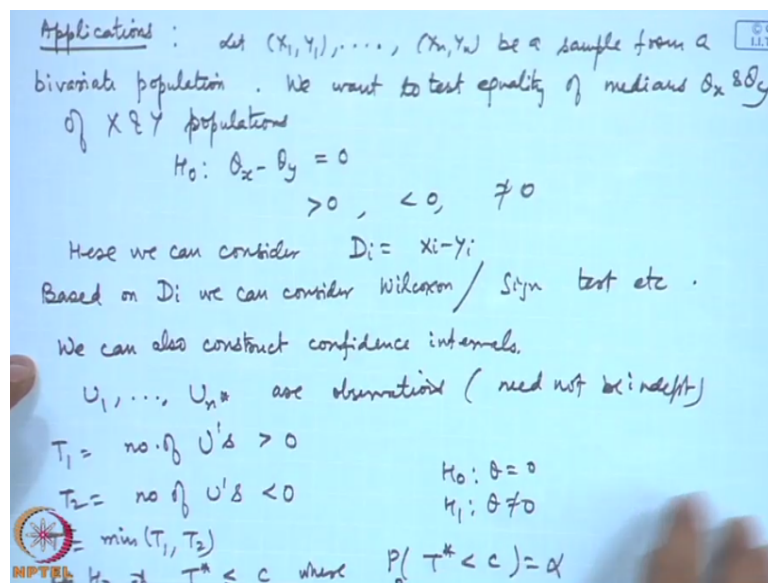 Applications : Let (X1, Y1), ...., (Xn, Yn) be a sample from a
bivariate population. We want to test equality of medians θx & θy
of X & Y populations
H0: θx - θy = 0
>0, <0, ≠0
Here we can consider Di = Xi - Yi
Based on Di we can consider Wilcoxon / Sign test etc.
We can also construct confidence intervals.
U1, ..., Un* are observations (need not be indept)
T1 = no. of U's > 0
T2 = no of U's < 0
H0: θ = 0
H1: θ ≠ 0
= min(T1, T2)
H0 T* < c where P(T* < c) = α
NPTEL